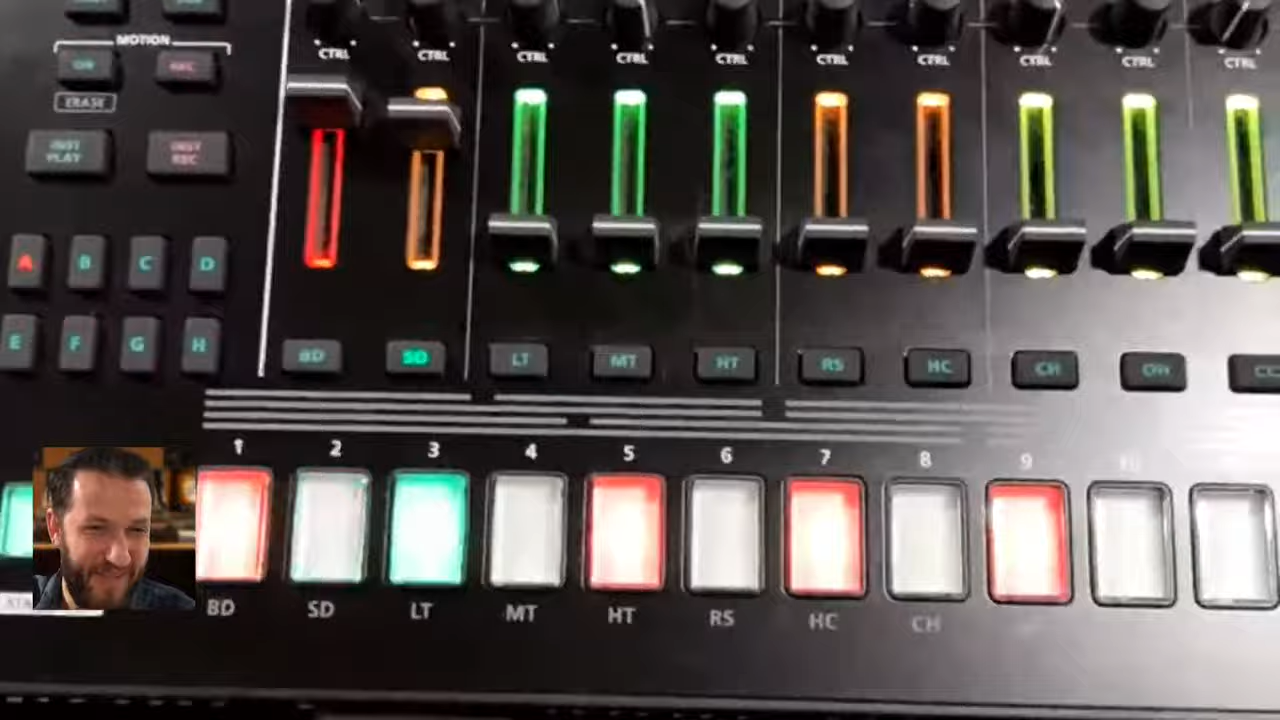 MOTION
CTRL CTRL CTRL CTRL CTRL CTRL CTRL CTRL CTRL CTRL
ON REC
ERASE
INST PLAY
INST REC
A B C D
E F G H
BD SD LT MT HT RS HC CH OH
1 2 3 4 5 6 7 8 9 10
BD SD LT MT HT RS HC CH